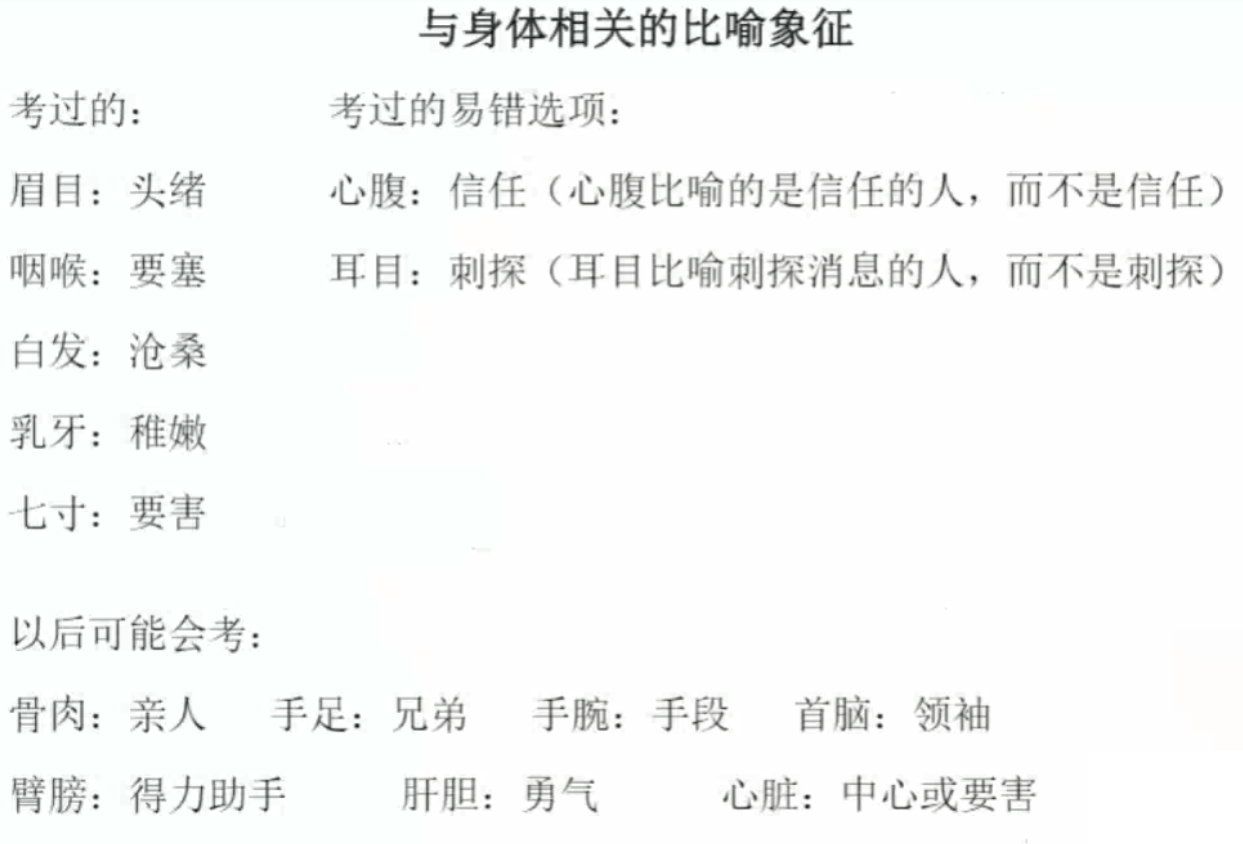 与身体相关的比喻象征
考过的： 考过的易错选项：
眉目：头绪 心腹：信任（心腹比喻的是信任的人，而不是信任）
咽喉：要塞 耳目：刺探（耳目比喻刺探消息的人，而不是刺探）
白发：沧桑
乳牙：稚嫩
七寸：要害
以后可能会考：
骨肉：亲人 手足：兄弟 手腕：手段 首脑：领袖
臂膀：得力助手 肝胆：勇气 心脏：中心或要害